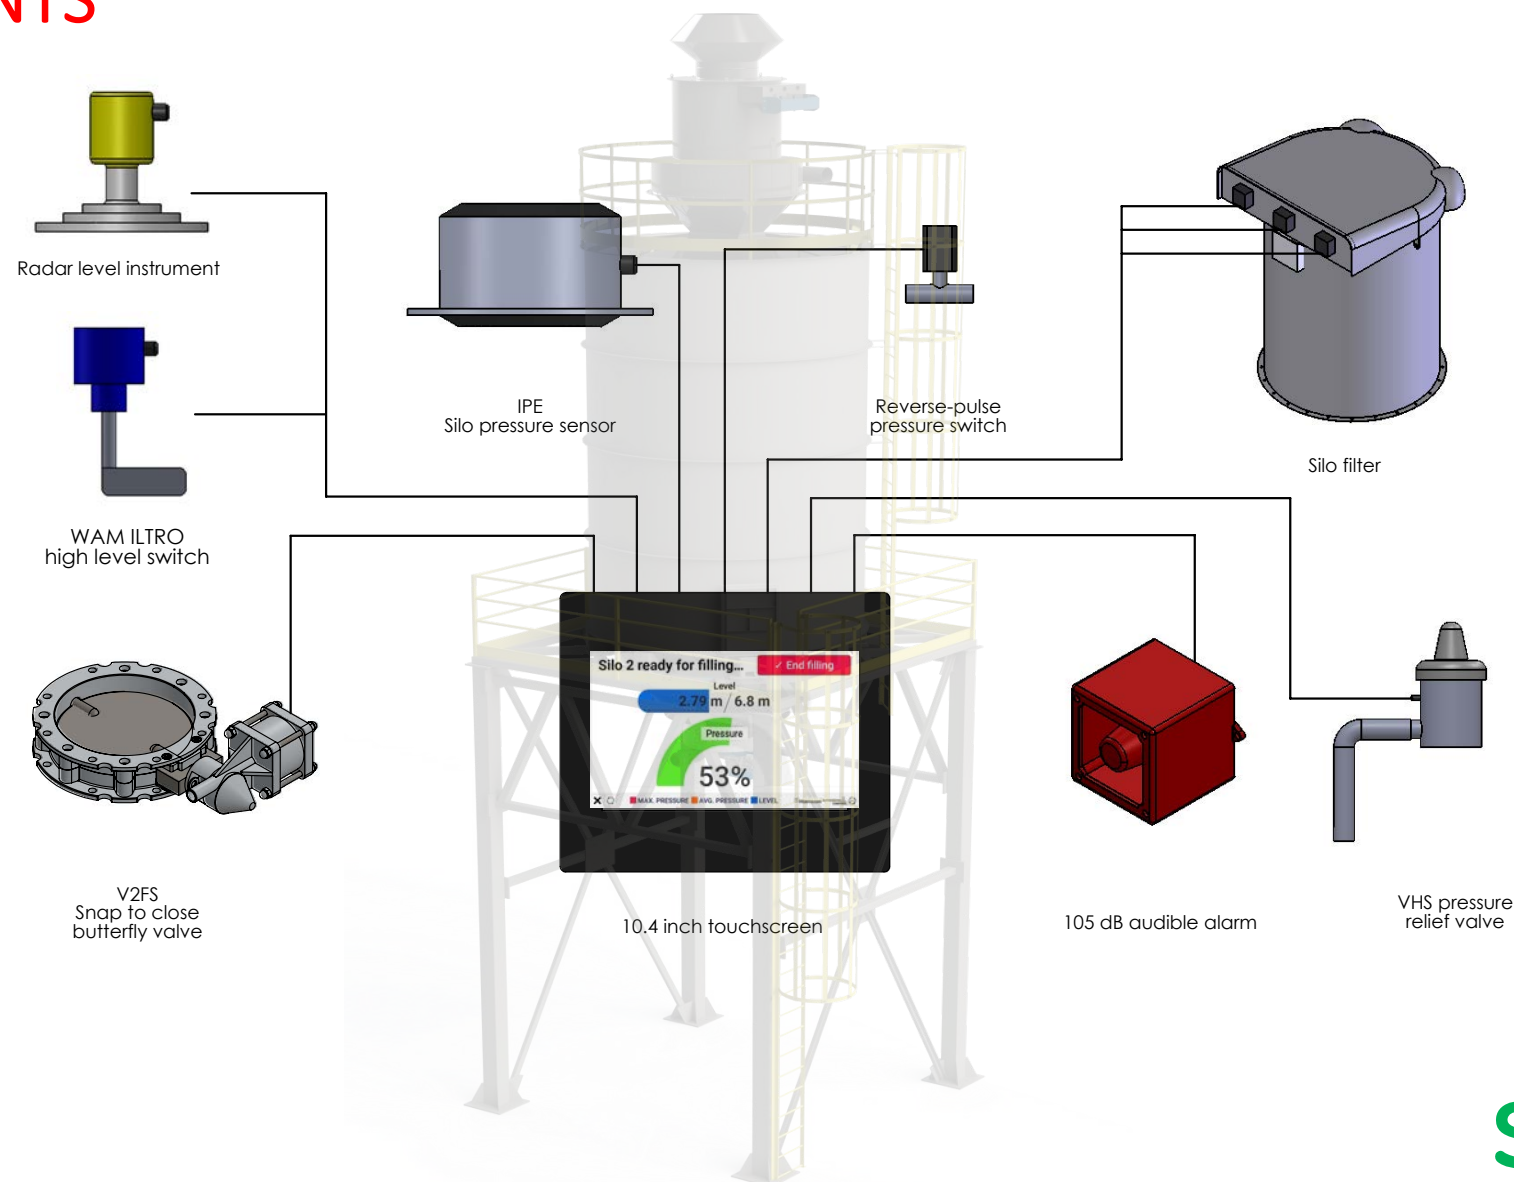 NTS
Radar level instrument
IPE
Silo pressure sensor
Reverse-pulse
pressure switch
Silo filter
WAM ILTRO
high level switch
Silo 2 ready for filling...
✓ End filling
Level
2.79 m / 6.8 m
Pressure
53%
MAX. PRESSURE AVG. PRESSURE LEVEL
V2FS
Snap to close
butterfly valve
10.4 inch touchscreen
105 dB audible alarm
VHS pressure
relief valve
S